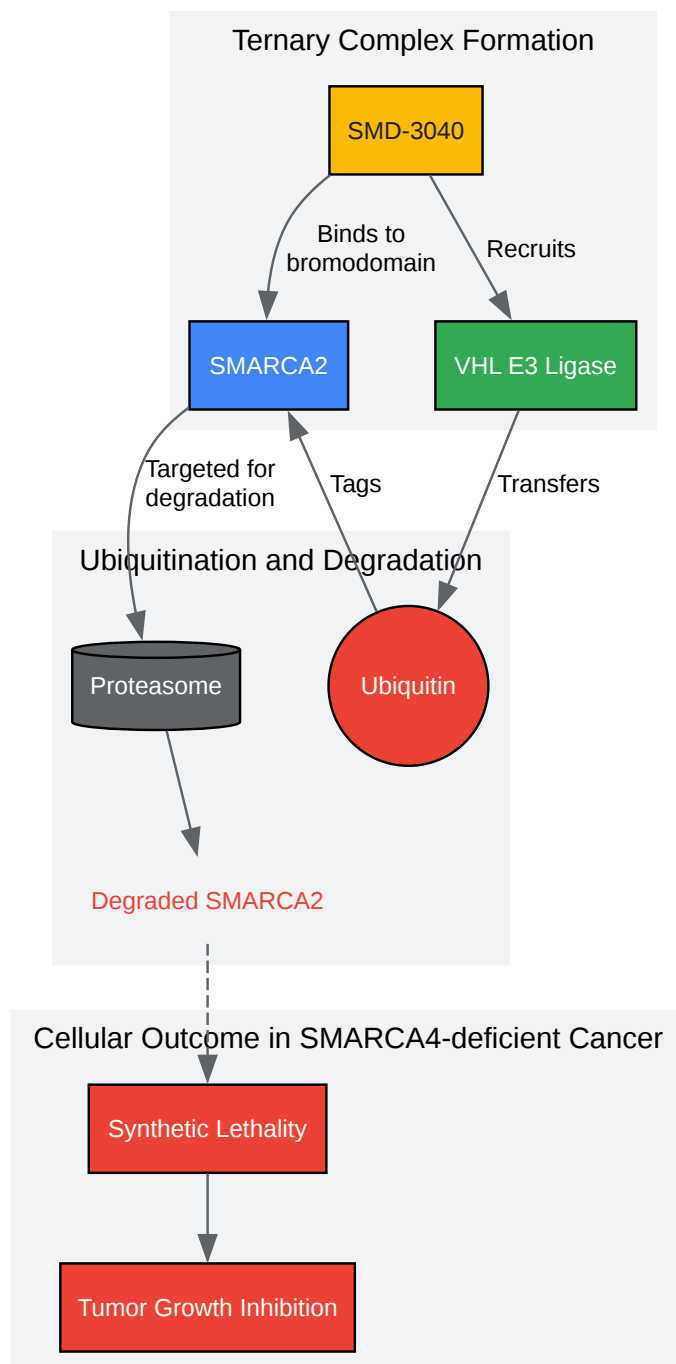 Ternary Complex Formation
SMD-3040
Binds to
bromodomain
Recruits
SMARCA2
VHL E3 Ligase
Targeted for
degradation
Tags
Transfers
Ubiquitination and Degradation
Proteasome
Ubiquitin
Degraded SMARCA2
Cellular Outcome in SMARCA4-deficient Cancer
Synthetic Lethality
Tumor Growth Inhibition